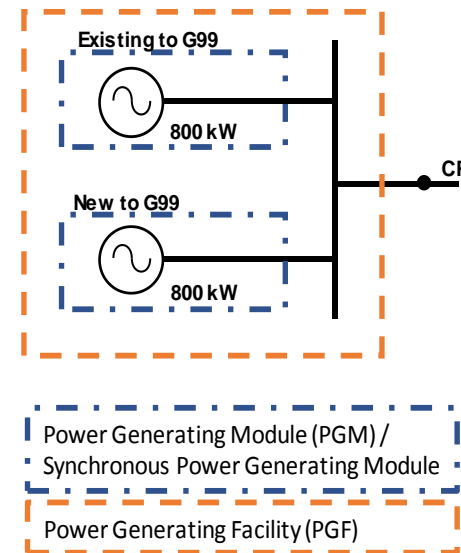 Existing to G99
800 kW
CP
New to G99
800 kW
Power Generating Module (PGM) /
Synchronous Power Generating Module
Power Generating Facility (PGF)